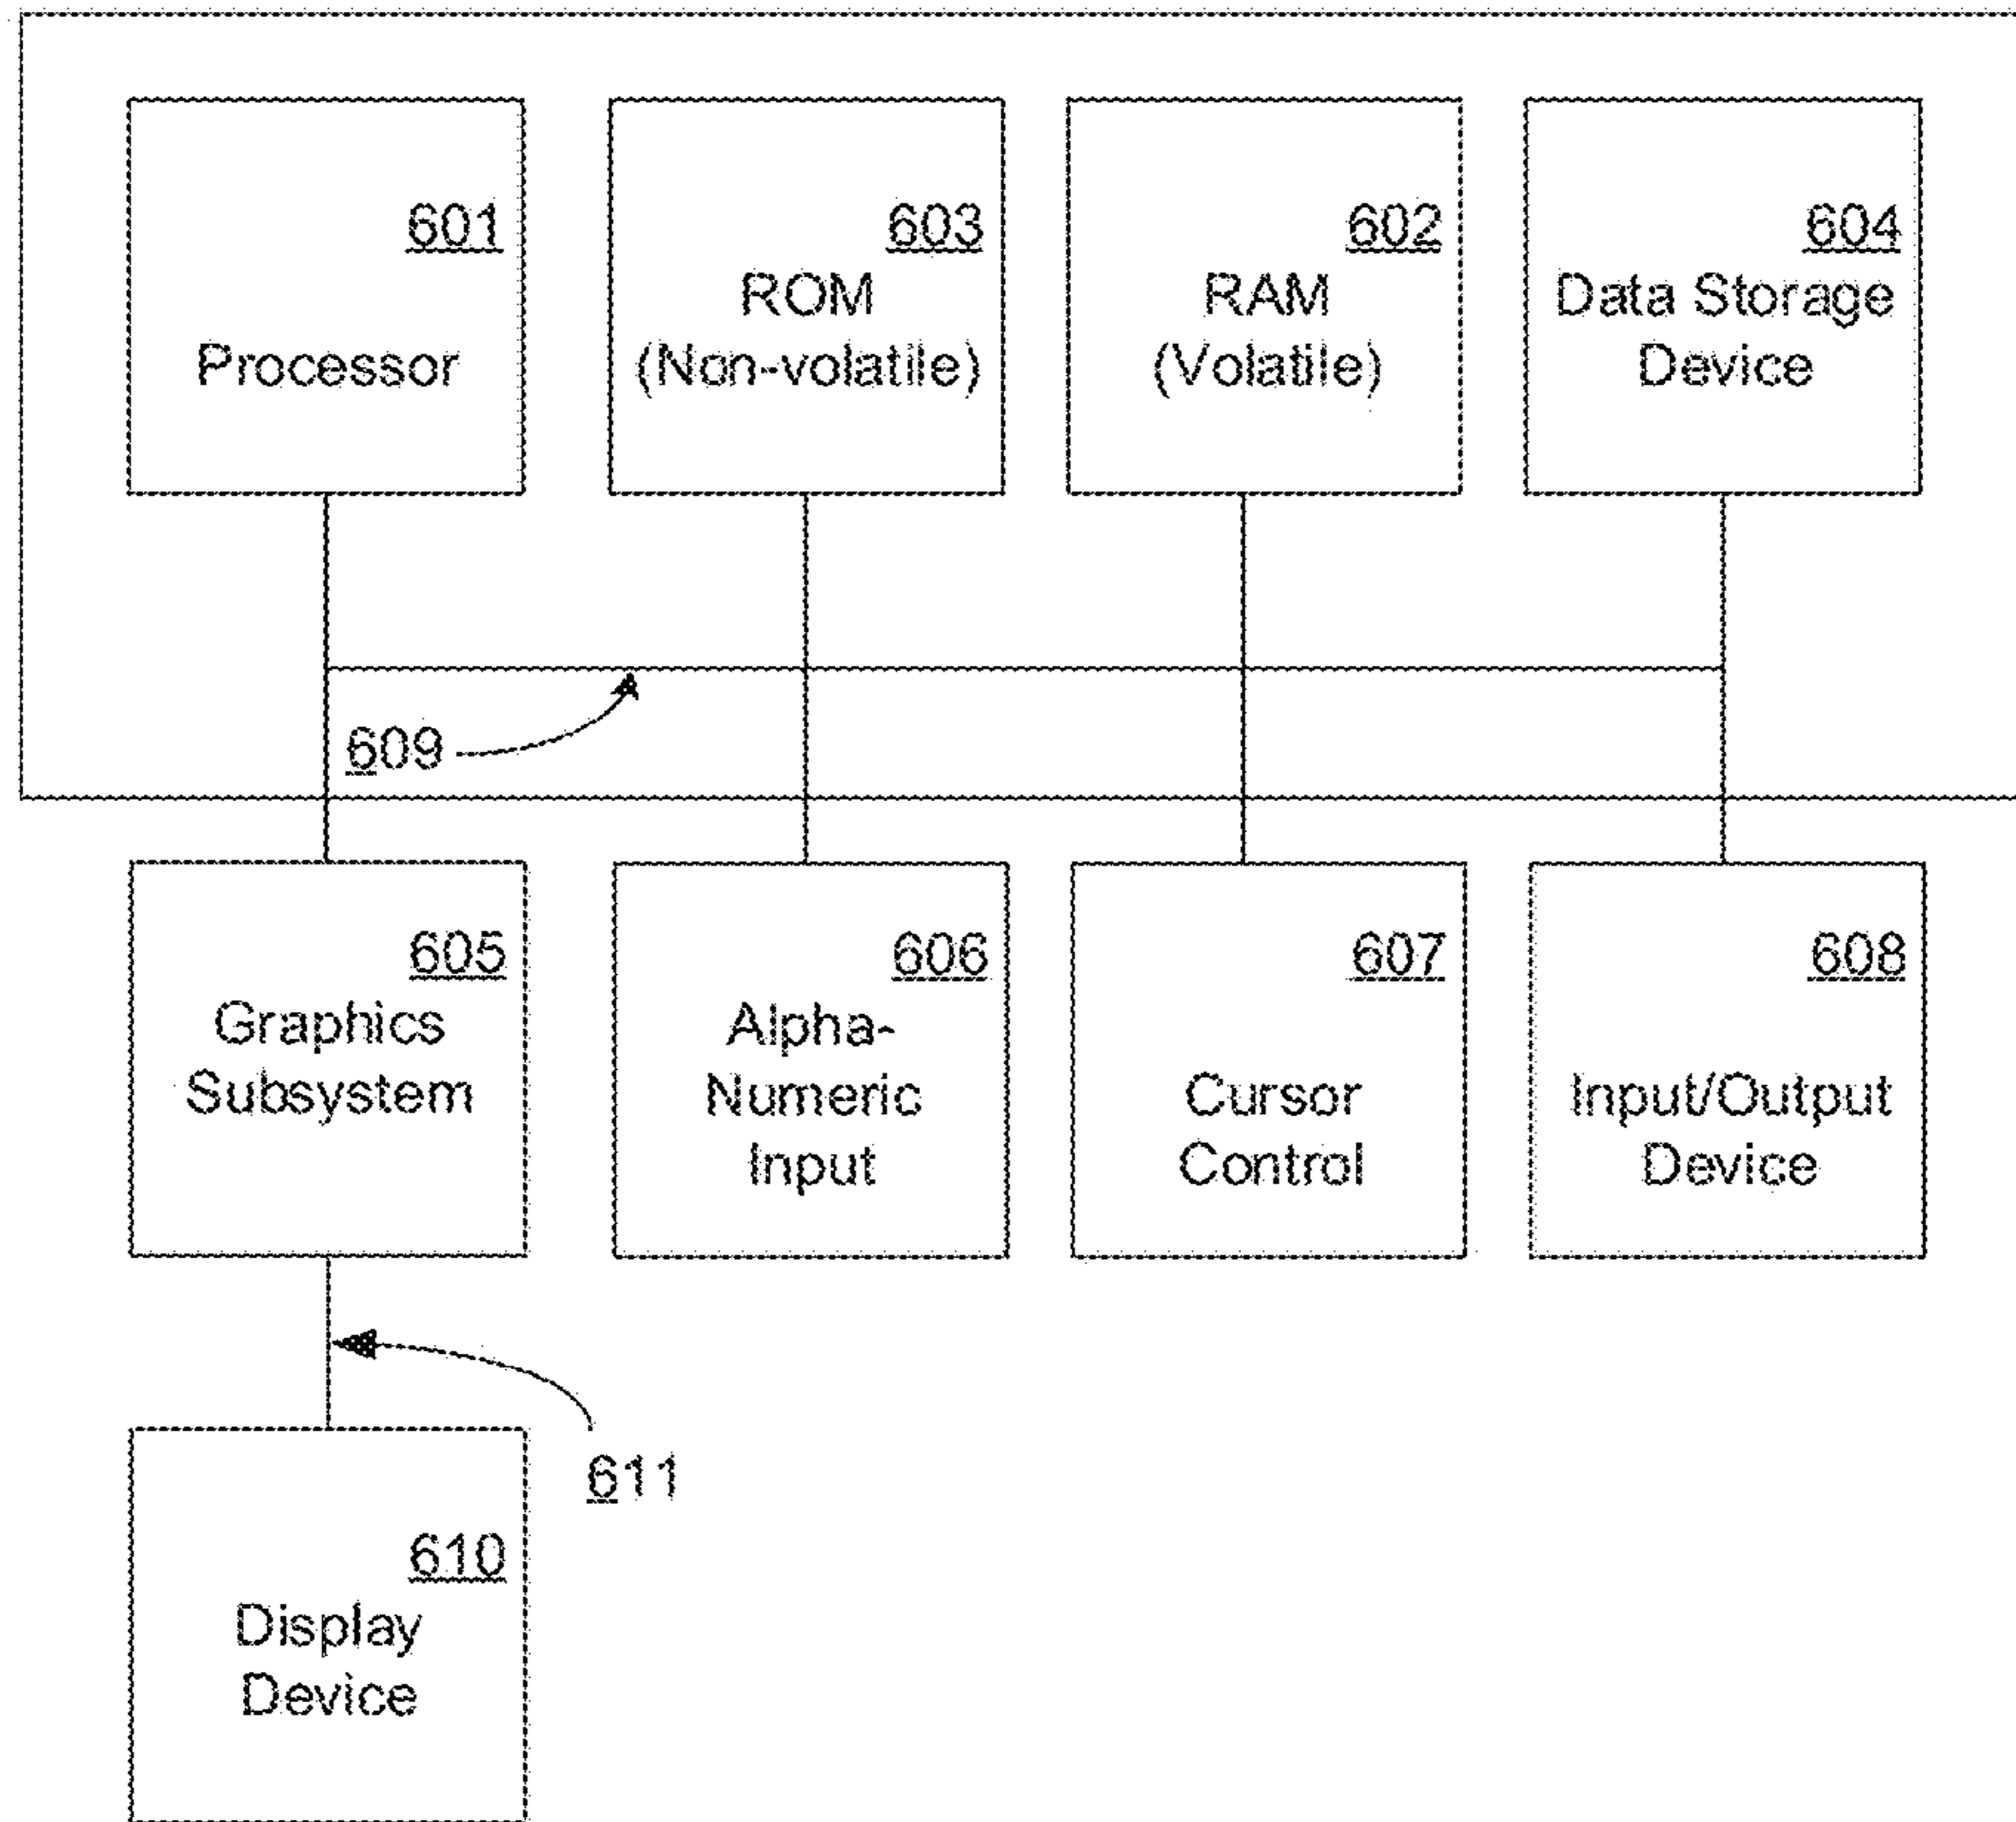 601
Processor
603
ROM
(Non-volatile)
602
RAM
(Volatile)
604
Data Storage
Device
609
605
Graphics
Subsystem
606
Alpha-
Numeric
Input
607
Cursor
Control
608
Input/Output
Device
611
610
Display
Device